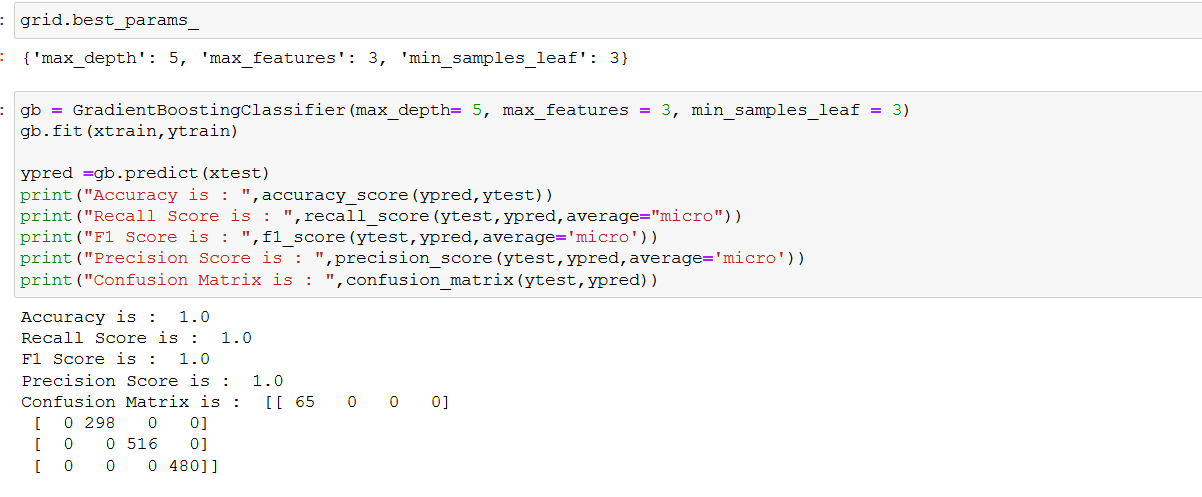 : grid.best_params_
: {'max_depth': 5, 'max_features': 3, 'min_samples_leaf': 3}
: gb = GradientBoostingClassifier(max_depth= 5, max_features = 3, min_samples_leaf = 3)
gb.fit(xtrain,ytrain)
ypred =gb.predict(xtest)
print("Accuracy is : ",accuracy_score(ypred,ytest))
print("Recall Score is : ",recall_score(ytest,ypred,average="micro"))
print("F1 Score is : ",f1_score(ytest,ypred,average='micro'))
print("Precision Score is : ",precision_score(ytest,ypred,average='micro'))
print("Confusion Matrix is : ",confusion_matrix(ytest,ypred))
Accuracy is :  1.0
Recall Score is :  1.0
F1 Score is :  1.0
Precision Score is :  1.0
Confusion Matrix is :  [[ 65   0   0   0]
 [  0 298   0   0]
 [  0   0 516   0]
 [  0   0   0 480]]